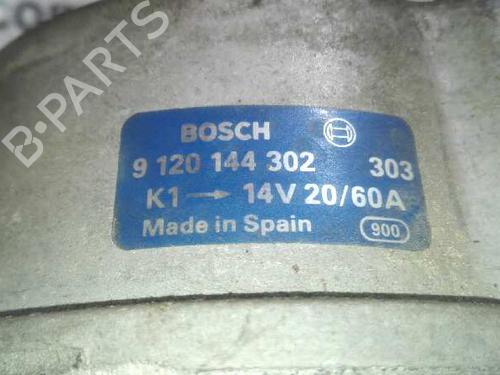 B-PARTS
BOSCH
9 120 144 302 303
K1 → 14V 20/60A
Made in Spain 900